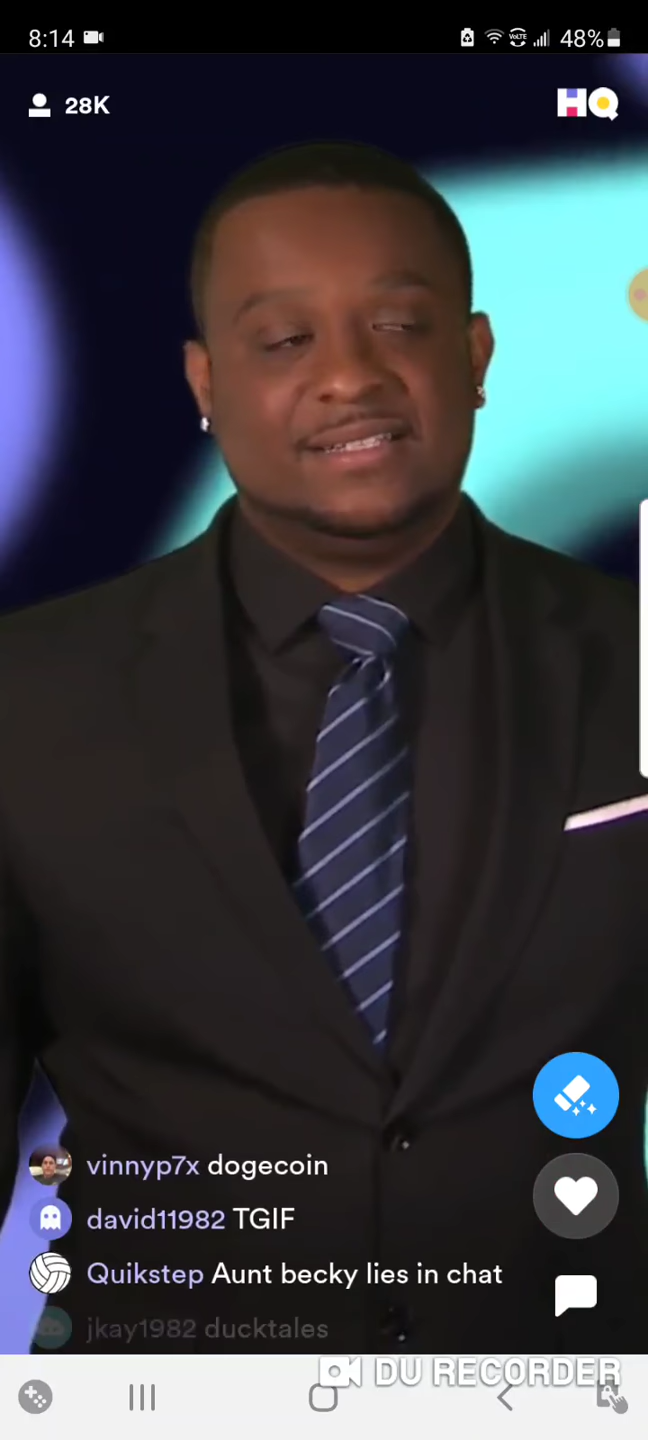 8:14
VoLTE
48%
28K
HQ
vinnyp7x dogecoin
david11982 TGIF
Quikstep Aunt becky lies in chat
jkay1982 ducktales
DU RECORDER